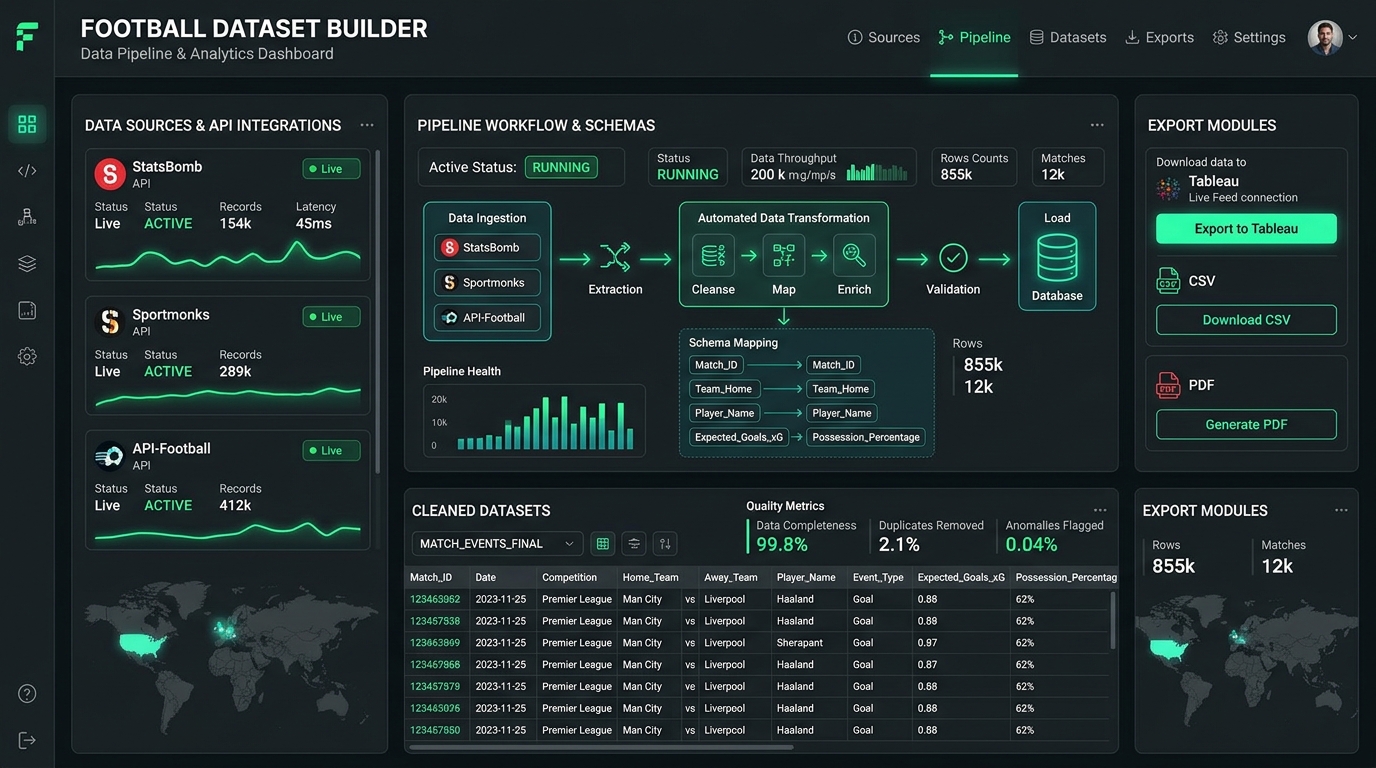 FOOTBALL DATASET BUILDER
Data Pipeline & Analytics Dashboard
Sources
Pipeline
Datasets
Exports
Settings
DATA SOURCES & API INTEGRATIONS
StatsBomb
API
Live
Status Status Records Latency
Live ACTIVE 154k 45ms
Sportmonks
API
Live
Status Status Records
Live ACTIVE 289k
API-Football
API
Live
Status Status Records
Live ACTIVE 412k
PIPELINE WORKFLOW & SCHEMAS
Active Status: RUNNING
Status
RUNNING
Data Throughput
200 k mg/mp/s
Rows Counts
855k
Matches
12k
Data Ingestion
StatsBomb
Sportmonks
API-Football
Extraction
Automated Data Transformation
Cleanse
Map
Enrich
Validation
Load
Database
Pipeline Health
20k
10k
0
Schema Mapping
Match_ID Match_ID
Team_Home Team_Home
Player_Name Player_Name
Expected_Goals_xG Possession_Percentage
Rows
855k
12k
EXPORT MODULES
Download data to
Tableau
Live Feed connection
Export to Tableau
CSV
Download CSV
PDF
PDF
Generate PDF
CLEANED DATASETS
MATCH_EVENTS_FINAL
Quality Metrics
Data Completeness
99.8%
Duplicates Removed
2.1%
Anomalies Flagged
0.04%
Match_ID Date Competition Home_Team Awey_Team Player_Name Event_Type Expected_Goals_xG Possession_Percentag
2023-11-25 Premier League Man City vs Liverpool Haaland Goal 0.88 62%
2023-11-25 Premier League Man City vs Liverpool Haaland Goal 0.88 62%
2023-11-25 Premier League Man City vs Liverpool Sherapant Goal 0.97 62%
2023-11-25 Premier League Man City vs Liverpool Haaland Goal 0.87 62%
2023-11-25 Premier League Man City vs Liverpool Haaland Goal 0.88 62%
2023-11-25 Premier League Man City vs Liverpool Haaland Goal 0.88 62%
2023-11-25 Premier League Man City vs Liverpool Haaland Goal 0.88 62%
EXPORT MODULES
Rows
855k
Matches
12k